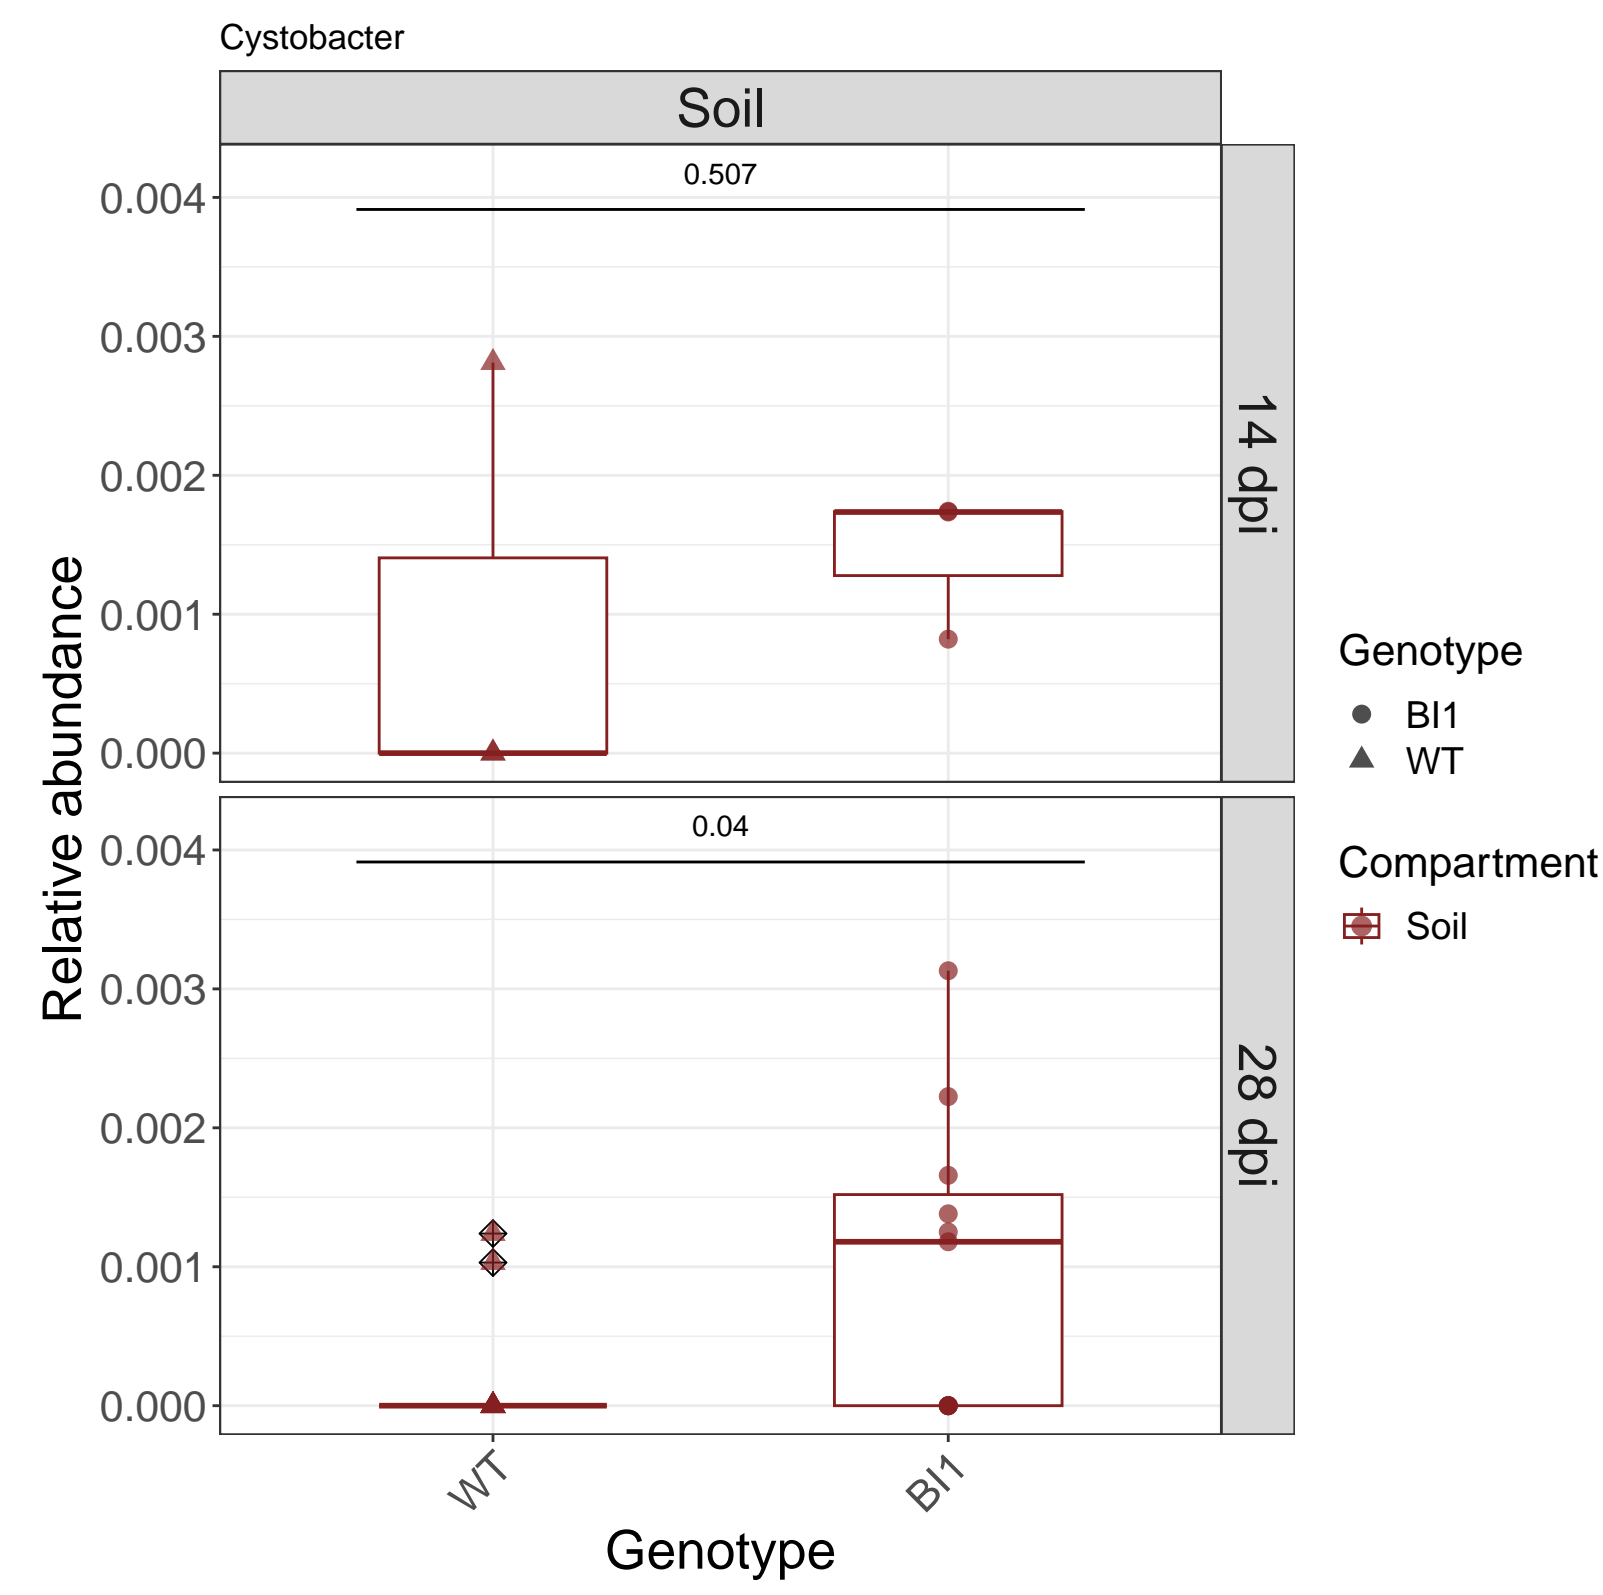 Cystobacter
Soil
0.507
0.004
0.003
0.002
0.001
0.000
14 dpi
0.04
0.004
0.003
0.002
0.001
0.000
28 dpi
Relative abundance
WT
BI1
Genotype
Genotype
BI1
WT
Compartment
Soil